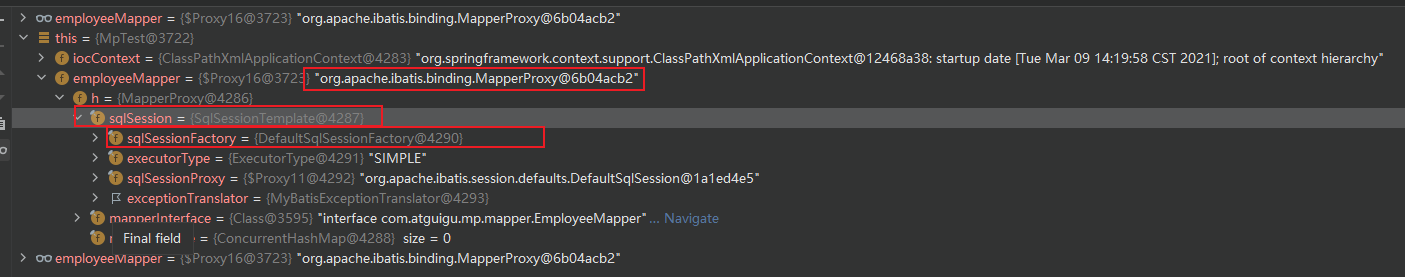 employeeMapper = {$Proxy16@3723} "org.apache.ibatis.binding.MapperProxy@6b04acb2"
this = {MpTest@3722}
iocContext = {ClassPathXmlApplicationContext@4283} "org.springframework.context.support.ClassPathXmlApplicationContext@12468a38: startup date [Tue Mar 09 14:19:58 CST 2021]; root of context hierarchy"
employeeMapper = {$Proxy16@3723} "org.apache.ibatis.binding.MapperProxy@6b04acb2"
h = {MapperProxy@4286}
sqlSession = {SqlSessionTemplate@4287}
sqlSessionFactory = {DefaultSqlSessionFactory@4290}
executorType = {ExecutorType@4291} "SIMPLE"
sqlSessionProxy = {$Proxy11@4292} "org.apache.ibatis.session.defaults.DefaultSqlSession@1a1ed4e5"
exceptionTranslator = {MyBatisExceptionTranslator@4293}
mapperInterface = {Class@3595} "interface com.atguigu.mp.mapper.EmployeeMapper" ... Navigate
Final field = {ConcurrentHashMap@4288} size = 0
employeeMapper = {$Proxy16@3723} "org.apache.ibatis.binding.MapperProxy@6b04acb2"